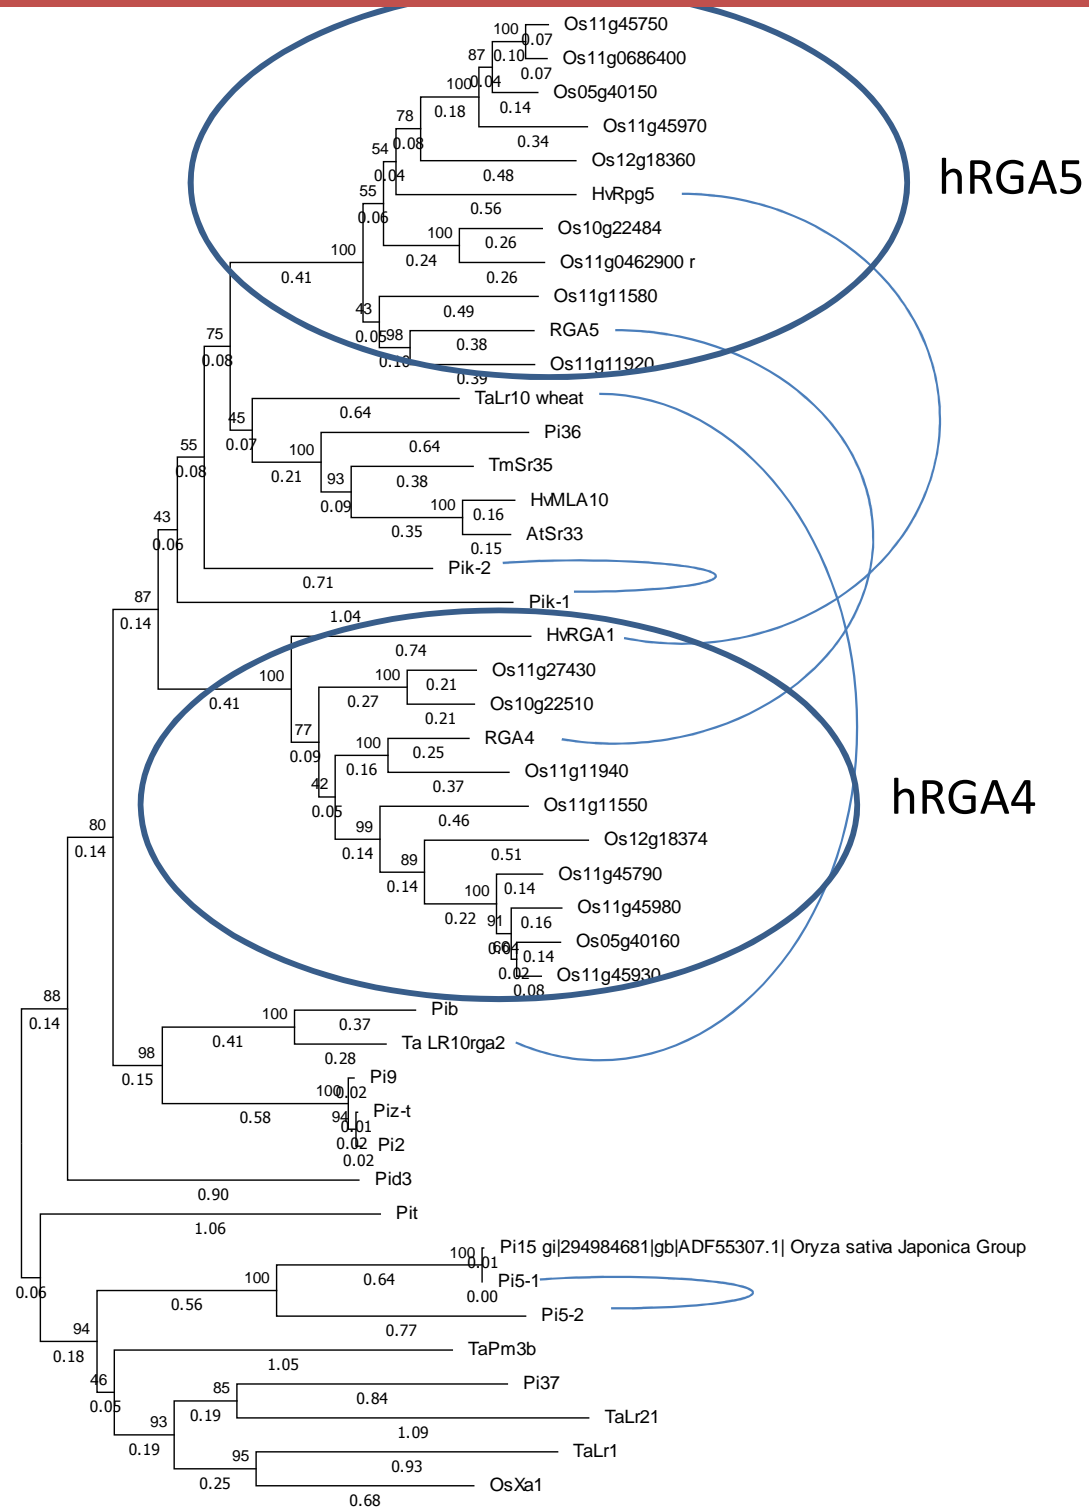 Os11g45750
100
0.07
Os11g0686400
87
0.10
0.07
100
0.04
Os05g40150
0.14
0.18
78
Os11g45970
0.34
0.08
54
Os12g18360
0.48
hRGA5
0.04
55
HvRpg5
0.56
0.06
Os10g22484
100
0.26
0.24
Os11g0462900 r
0.26
100
0.41
Os11g11580
0.49
43
0.05
98
RGA5
0.38
Os11g11920
0.39
75
0.08
TaLr10 wheat
0.64
45
0.07
Pi36
0.64
100
0.21
TmSr35
0.38
93
0.09
HvMLA10
100
0.16
0.35
AtSr33
0.15
55
0.08
Pik-2
0.71
43
0.06
Pik-1
1.04
87
0.14
HvRGA1
0.74
100
0.41
Os11g27430
100
0.21
0.27
Os10g22510
0.21
77
0.09
RGA4
100
0.25
0.16
Os11g11940
0.37
42
0.05
hRGA4
Os11g11550
0.46
99
0.14
Os12g18374
0.51
89
0.14
Os11g45790
0.14
100
0.22
Os11g45980
0.16
91
Os05g40160
0.14
0.02
Os11g45930
0.08
80
0.14
Pib
100
0.37
0.41
Ta LR10rga2
0.28
98
0.15
Pi9
100
0.02
0.58
Piz-t
94
0.01
0.02
Pi2
0.02
88
0.14
Pid3
0.90
Pit
1.06
0.06
Pi15 gi|294984681|gb|ADF55307.1| Oryza sativa Japonica Group
100
0.01
100
0.64
Pi5-1
0.00
0.56
Pi5-2
0.77
94
0.18
TaPm3b
1.05
46
0.05
Pi37
85
0.84
0.19
TaLr21
1.09
93
0.19
TaLr1
95
0.93
0.25
OsXa1
0.68